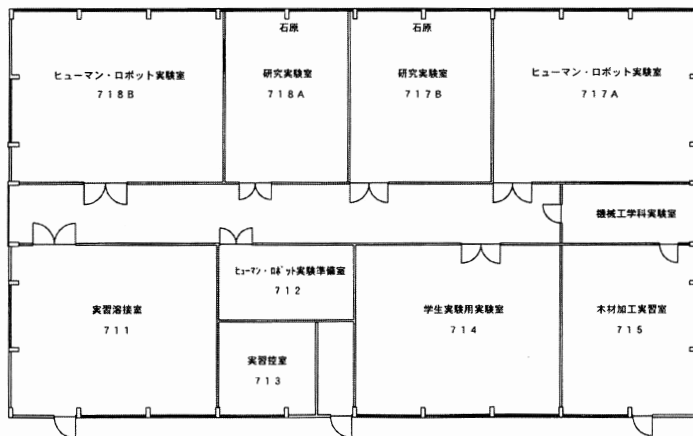 石原
石原
ヒューマン・ロボット実験室
718B
研究実験室
718A
研究実験室
717B
ヒューマン・ロボット実験室
717A
機械工学科実験室
ヒューマン・ロボット実験準備室
712
実習溶接室
711
学生実験用実験室
714
木材加工実習室
715
実習控室
713